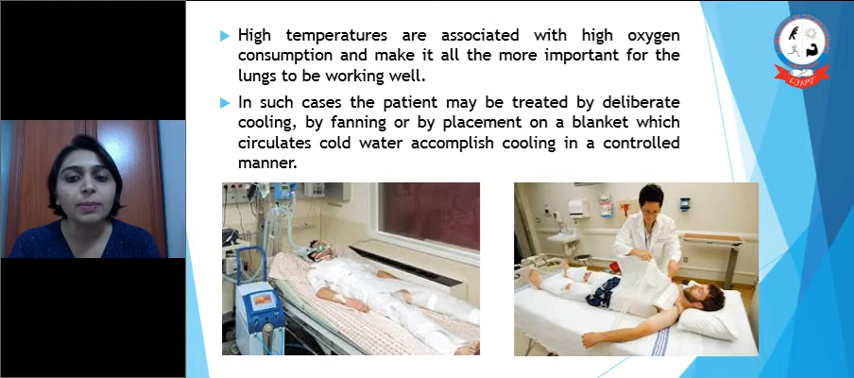 High temperatures are associated with high oxygen
consumption and make it all the more important for the
lungs to be working well.
In such cases the patient may be treated by deliberate
cooling, by fanning or by placement on a blanket which
circulates cold water accomplish cooling in a controlled
manner.